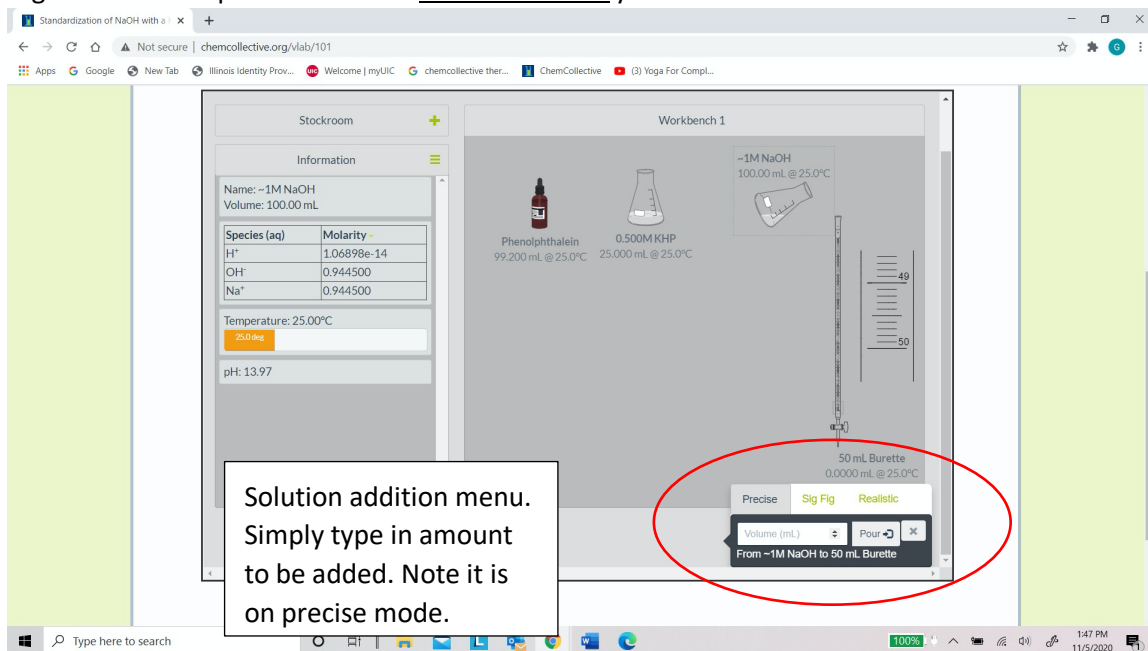 Standardization of NaOH with a
Not secure | chemcollective.org/vlab/101
G
Apps Google New Tab Illinois Identity Prov... Welcome | myUIC chemcollective ther... ChemCollective (3) Yoga For Compl...
Stockroom
Workbench 1
Information
Name: ~1M NaOH
Volume: 100.00 mL
Species (aq) Molarity
H⁺ 1.06898e-14
OH⁻ 0.944500
Na⁺ 0.944500
Temperature: 25.00°C
25.0 deg
pH: 13.97
Phenolphthalein
99.200 mL @ 25.0°C
0.500M KHP
25.000 mL @ 25.0°C
~1M NaOH
100.00 mL @ 25.0°C
49
50
50 mL Burette
0.0000 mL @ 25.0°C
Precise Sig Fig Realistic
Volume (mL) Pour
From ~1M NaOH to 50 mL Burette
Solution addition menu.
Simply type in amount
to be added. Note it is
on precise mode.
Type here to search
100%
1:47 PM
11/5/2020